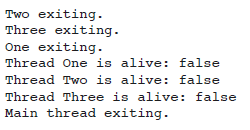 Two exiting.
Three exiting.
One exiting.
Thread One is alive: false
Thread Two is alive: false
Thread Three is alive: false
Main thread exiting.